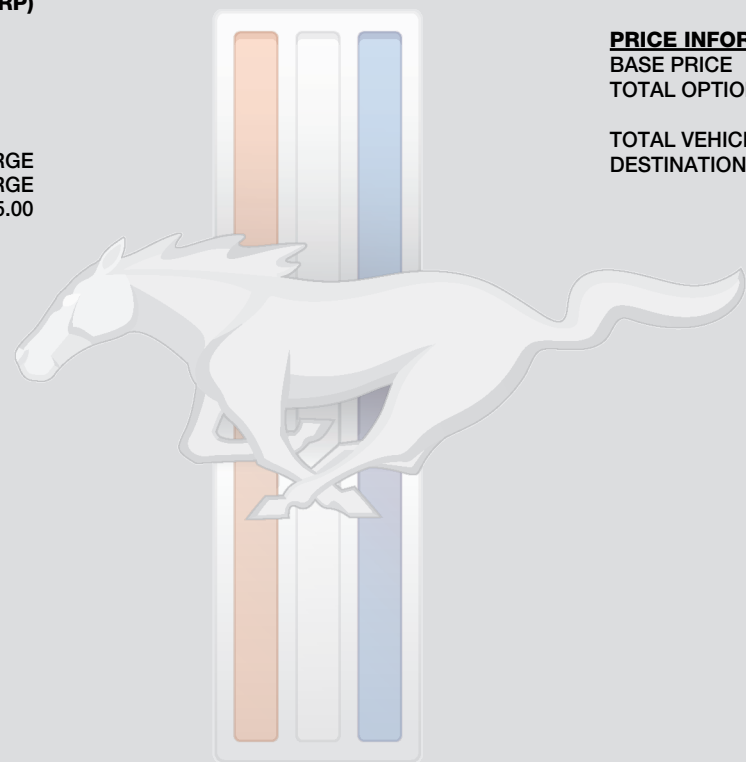 RP)
RGE
RGE
5.00
PRICE INFOR
BASE PRICE
TOTAL OPTIO
TOTAL VEHIC
DESTINATION